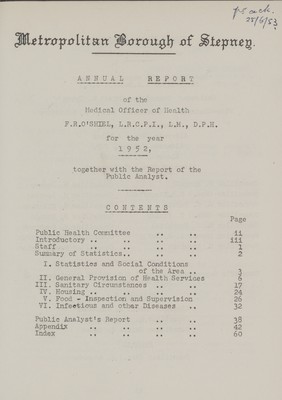 p.s och.
25/6/53
Metropolitan Borough of Stepney.
ANNUAL REPORT
of the
Medical Officer of Health
F.R.O'SHIEL, L.R.C.P.I., L.M., D.P.H.
for the year
1952,
together with the Report of the
Public Analyst.
CONTENTS
Page
Public Health Committee .. .. ii
Introductory .. .. .. .. iii
Staff .. .. .. .. 1
Summary of Statistics.. .. .. 2
I. Statistics and Social Conditions
of the Area .. 3
II. General Provision of Health Services 6
III. Sanitary Circumstances .. .. 17
IV. Housing .. .. .. .. 24
V. Food - Inspection and Supervision 26
VI. Infectious and other Diseases .. 32
Public Analyst's Report .. .. 38
Appendix .. .. .. .. 42
Index .. .. .. .. 60